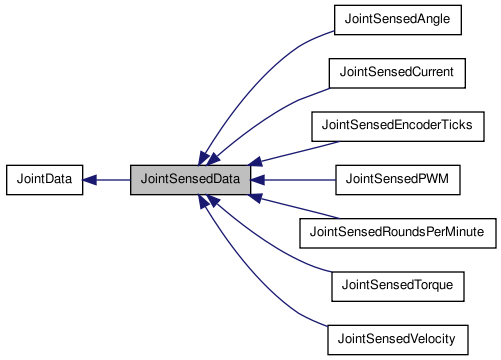 JointSensedAngle
JointSensedCurrent
JointSensedEncoderTicks
JointData
JointSensedData
JointSensedPWM
JointSensedRoundsPerMinute
JointSensedTorque
JointSensedVelocity